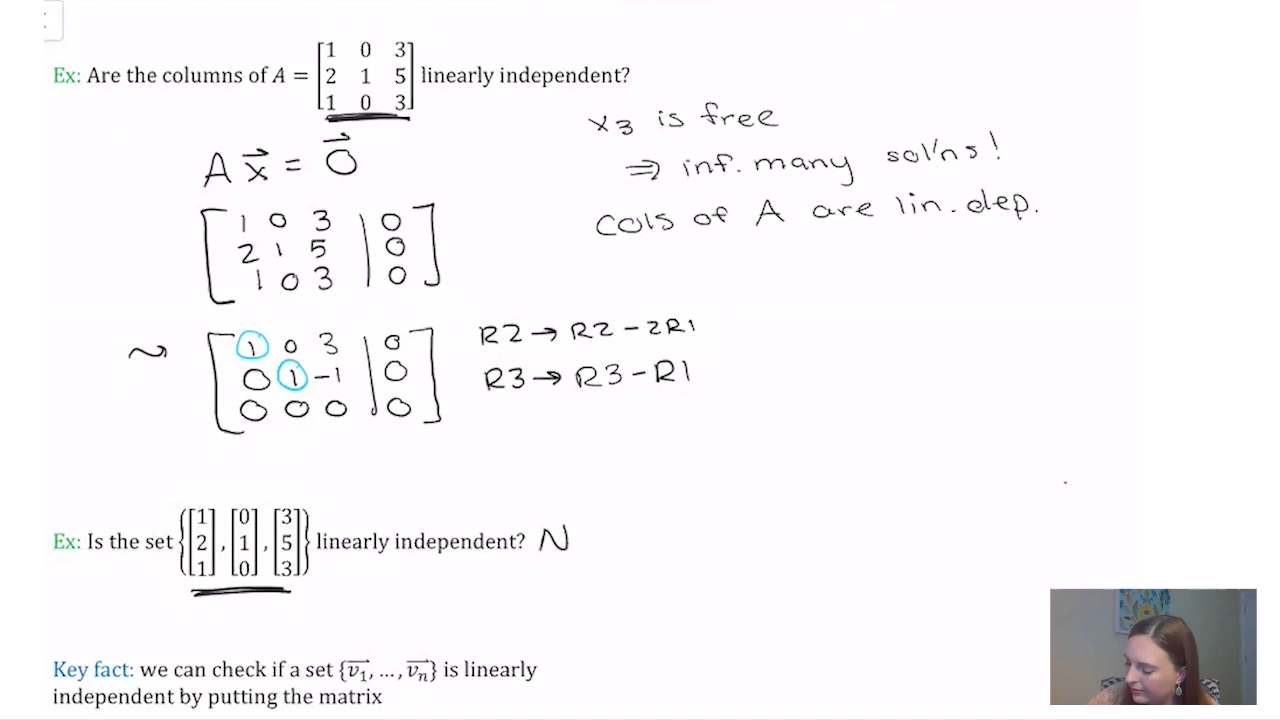 Ex: Are the columns of A = [1 0 3
2 1 5
1 0 3] linearly independent?
x3 is free
⇒ inf. many sol'ns!
cols of A are lin. dep.
Ax⃗ = 0⃗
[1 0 3 | 0
2 1 5 | 0
1 0 3 | 0]
~ [1 0 3 | 0
0 1 -1 | 0
0 0 0 | 0]
R2 → R2 - 2R1
R3 → R3 - R1
Ex: Is the set {[1 2 1], [0 1 0], [3 5 3]} linearly independent? N
Key fact: we can check if a set {v⃗1, …, v⃗n} is linearly
independent by putting the matrix